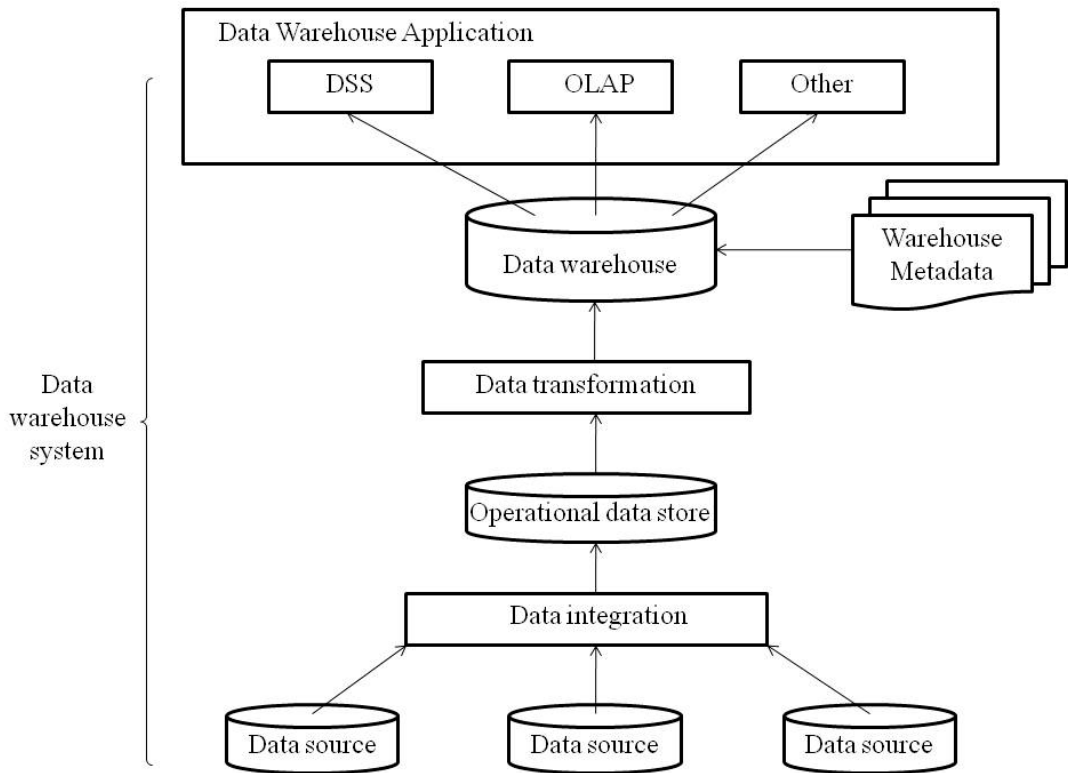 Data Warehouse Application
DSS
OLAP
Other
Data warehouse
Warehouse
Metadata
Data transformation
Data
warehouse
system
Operational data store
Data integration
Data source
Data source
Data source